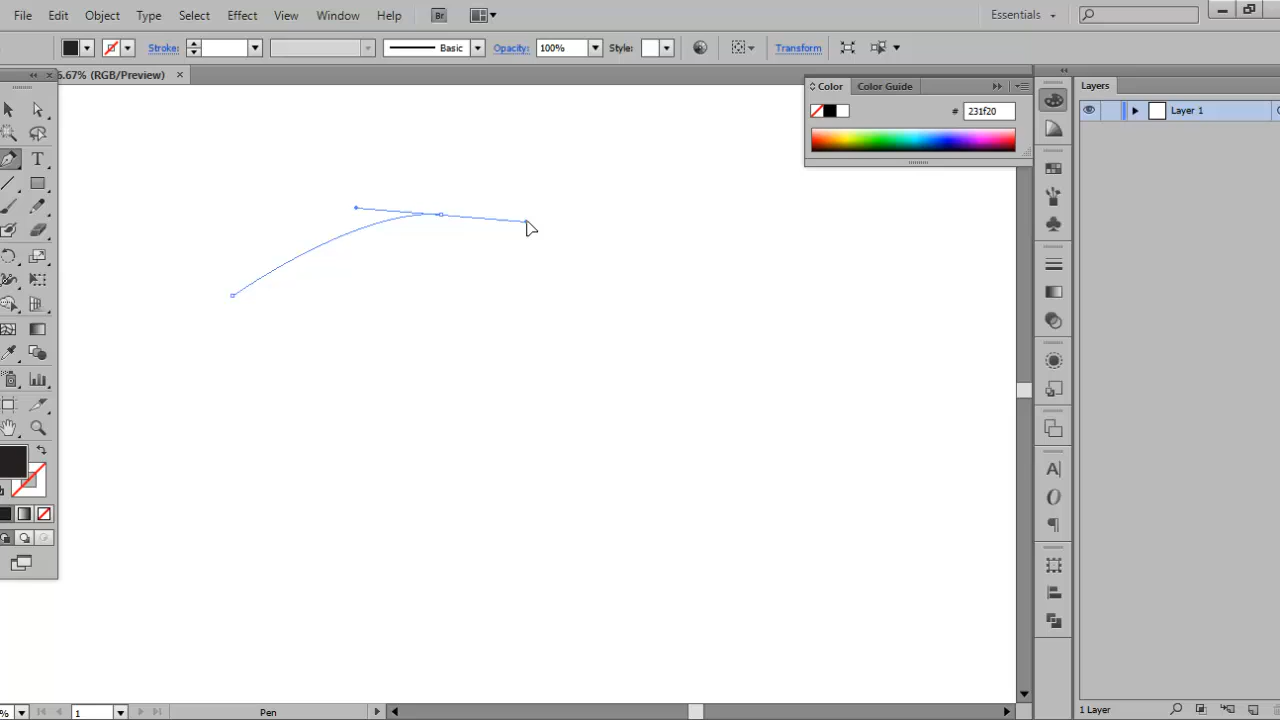 File Edit Object Type Select Effect View Window Help Br Essentials
Stroke: Basic Opacity: 100% Style: Transform
6.67% (RGB/Preview) ×
Color Color Guide
# 231f20
Layers
Layer 1
T
A
O
¶
% 1 Pen
1 Layer